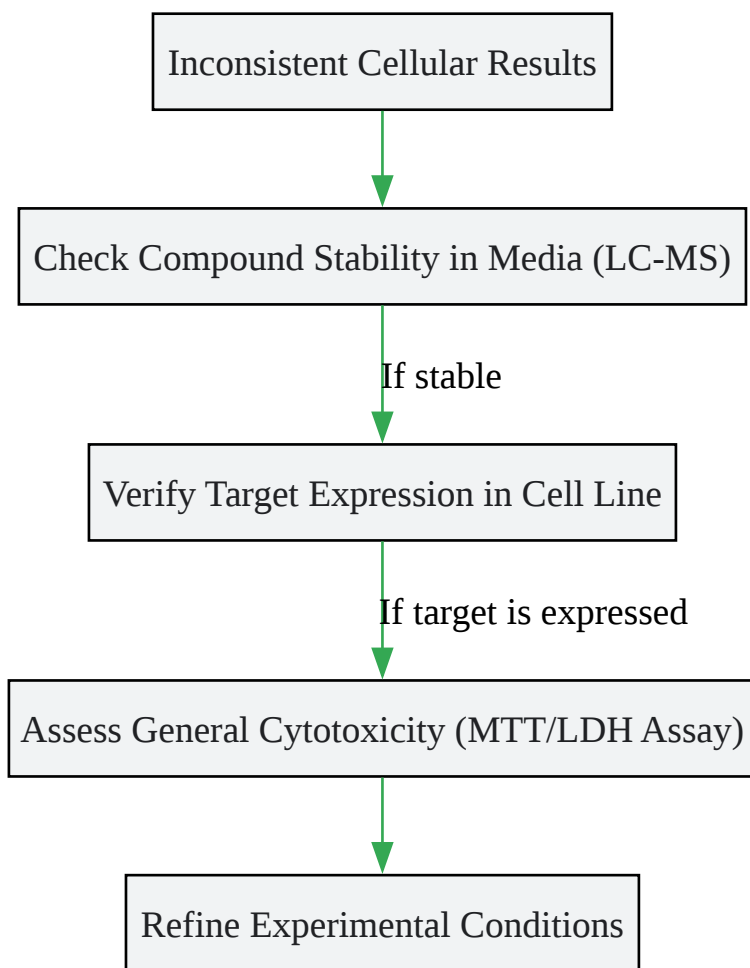 Inconsistent Cellular Results
Check Compound Stability in Media (LC-MS)
If stable
Verify Target Expression in Cell Line
If target is expressed
Assess General Cytotoxicity (MTT/LDH Assay)
Refine Experimental Conditions